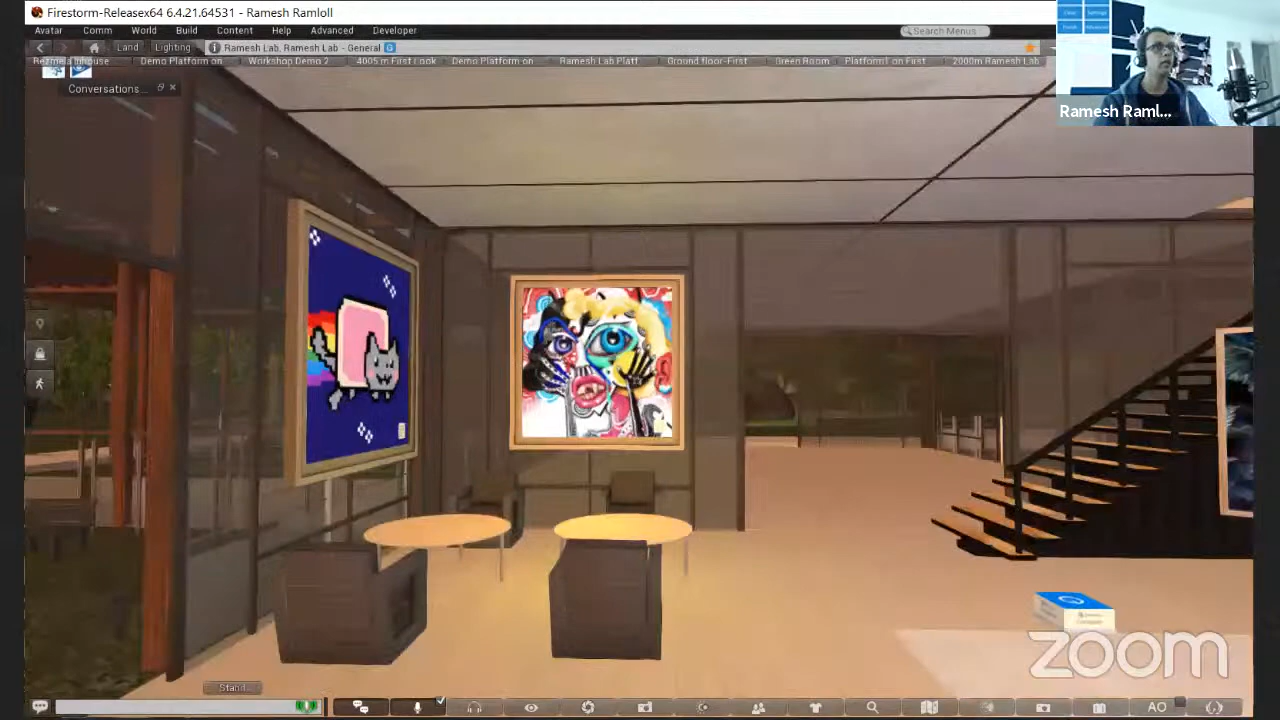 Firestorm-Releasex64 6.4.21.64531 - Ramesh Ramloll
Avatar Comm World Build Content Help Advanced Developer Search Menus
Land Lighting Ramesh Lab, Ramesh Lab - General G
Demo Platform on Workshop Demo 2 4005 m First Look Demo Platform on Ramesh Lab Platf Ground floor-First Green Room Platform1 on First 2000m Ramesh Lab
Conversations...
Ramesh Raml...
Stand
AO
zoom